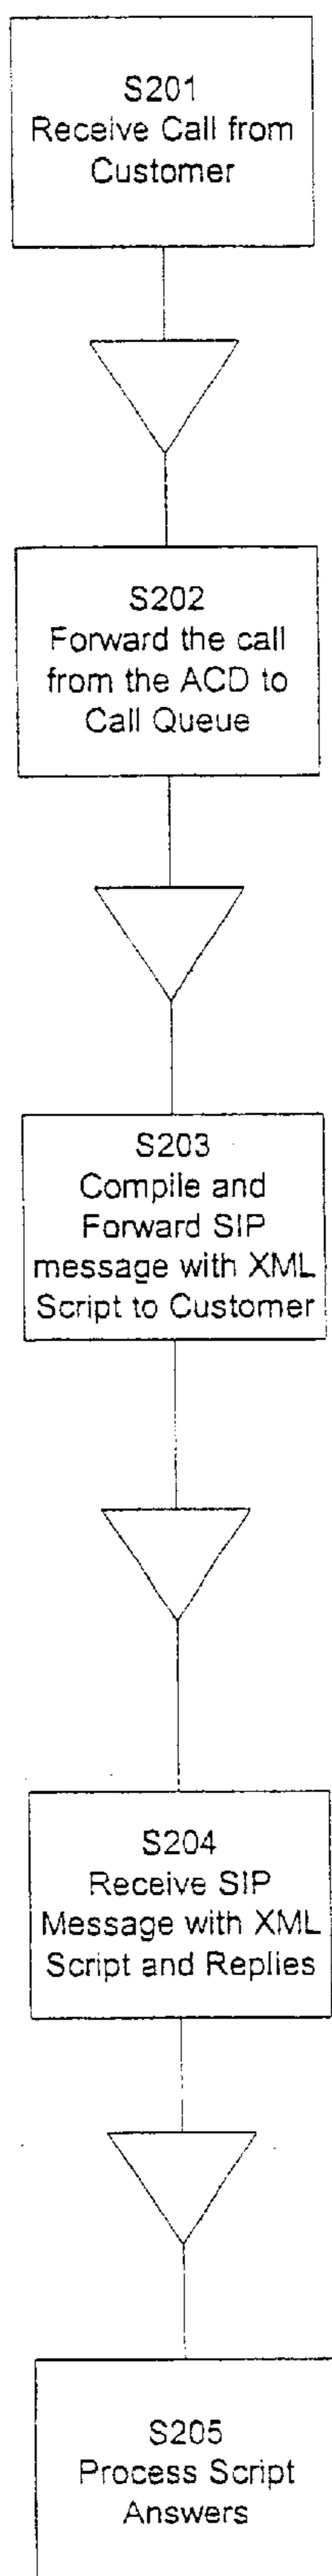 S201
Receive Call from
Customer
S202
Forward the call
from the ACD to
Call Queue
S203
Compile and
Forward SIP
message with XML
Script to Customer
S204
Receive SIP
Message with XML
Script and Replies
S205
Process Script
Answers